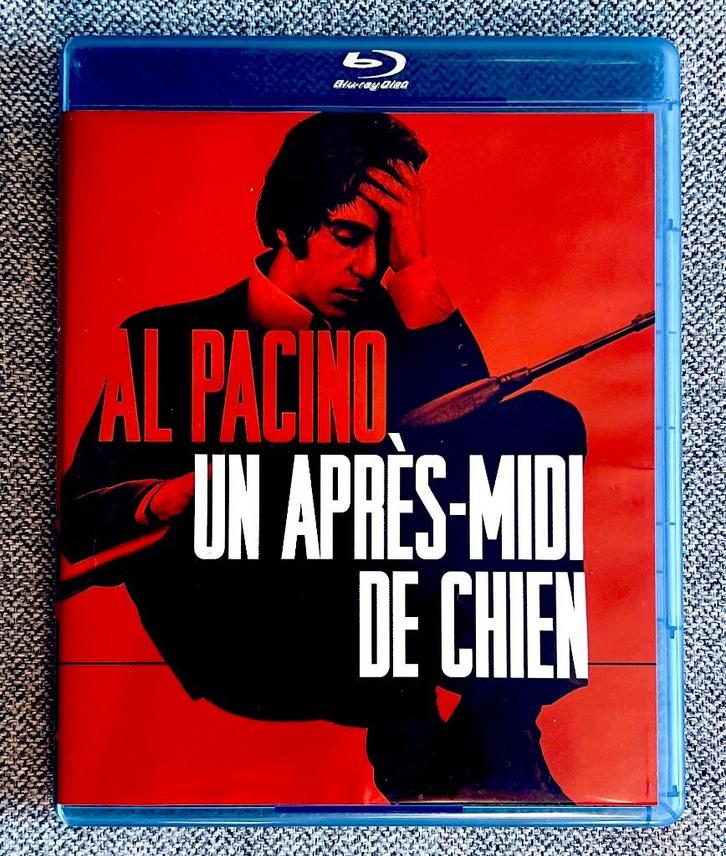 Blu-ray Disc
AL PACINO
UN APRÈS-MIDI
DE CHIEN